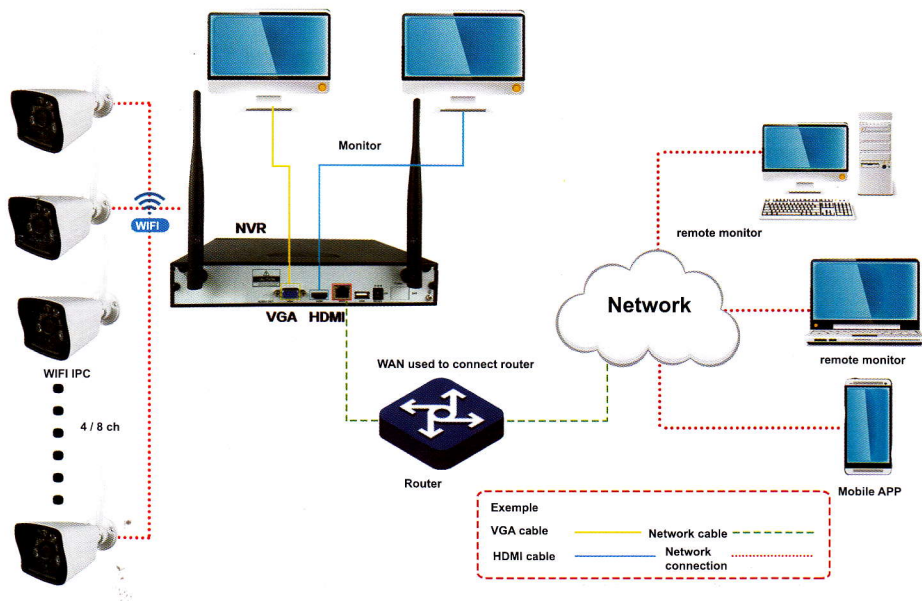 Monitor
WIFI
NVR
VGA HDMI
WIFI IPC
4 / 8 ch
WAN used to connect router
Router
Network
remote monitor
remote monitor
Mobile APP
Exemple
VGA cable
Network cable
HDMI cable
Network
connection